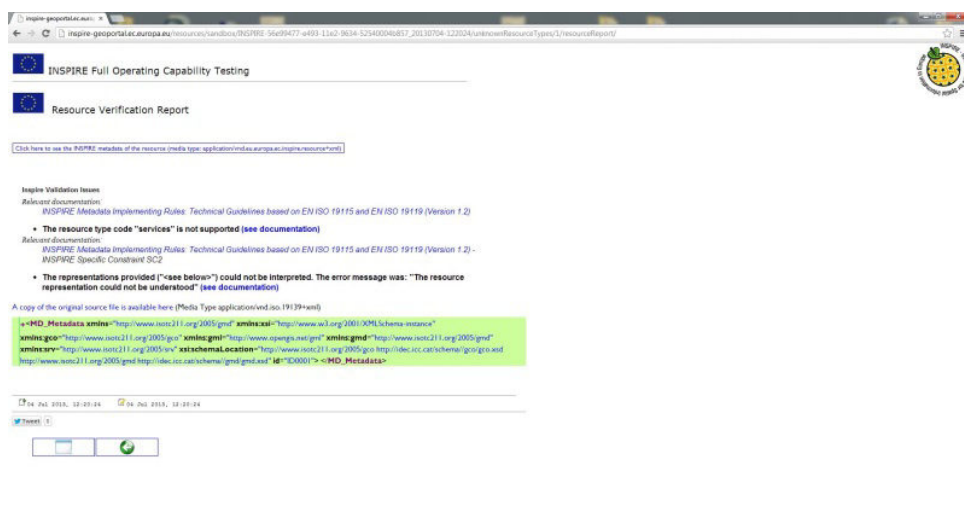 inspire-geoportal.ec.euro
inspire-geoportal.ec.europa.eu/resources/sandbox/INSPIRE-56e99477-e493-11e2-9634-52540004b857_20130704-122024/unknownResourceTypes/1/resourceReport/
INSPIRE Full Operating Capability Testing
Resource Verification Report
Click here to see the INSPIRE metadata of the resource (media type: application/vnd.eu.europa.ec.inspire.resource+xml)
Inspire Validation Issues
Relevant documentation:
INSPIRE Metadata Implementing Rules: Technical Guidelines based on EN ISO 19115 and EN ISO 19119 (Version 1.2)
• The resource type code "services" is not supported (see documentation)
Relevant documentation:
INSPIRE Metadata Implementing Rules: Technical Guidelines based on EN ISO 19115 and EN ISO 19119 (Version 1.2) -
INSPIRE Specific Constraint SC2
• The representations provided ("<see below>") could not be interpreted. The error message was: "The resource
representation could not be understood" (see documentation)
A copy of the original source file is available here (Media Type application/vnd.iso.19139+xml)
+<MD_Metadata xmlns="http://www.isotc211.org/2005/gmd" xmlns:xsi="http://www.w3.org/2001/XMLSchema-instance"
xmlns:gco="http://www.isotc211.org/2005/gco" xmlns:gml="http://www.opengis.net/gml" xmlns:gmd="http://www.isotc211.org/2005/gmd"
xmlns:srv="http://www.isotc211.org/2005/srv" xsi:schemaLocation="http://www.isotc211.org/2005/gco http://idec.icc.cat/schema//gco/gco.xsd
http://www.isotc211.org/2005/gmd http://idec.icc.cat/schema//gmd/gmd.xsd" id="ID0001"> <MD_Metadata>
04 Jul 2013, 12:20:24 04 Jul 2013, 12:20:24
Tweet